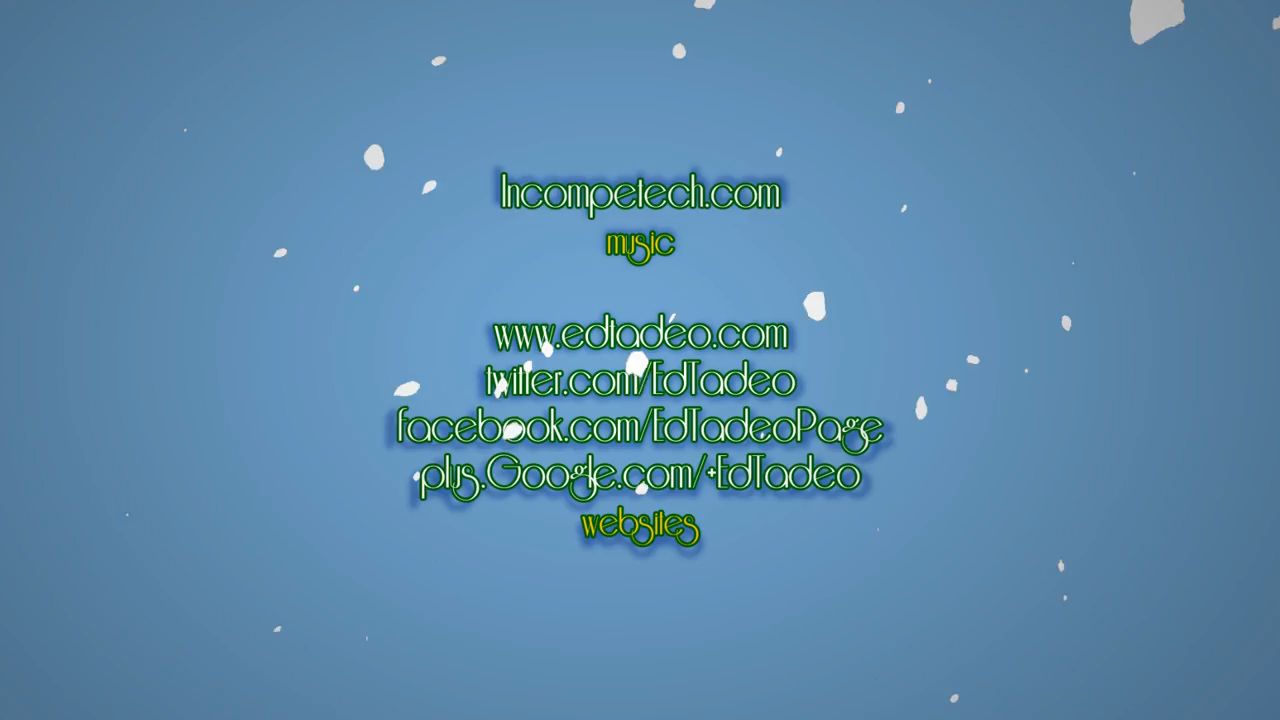 Incompetech.com
music
www.edtadeo.com
twitter.com/EdTadeo
facebook.com/EdTadeoPage
plus.Google.com/+EdTadeo
websites